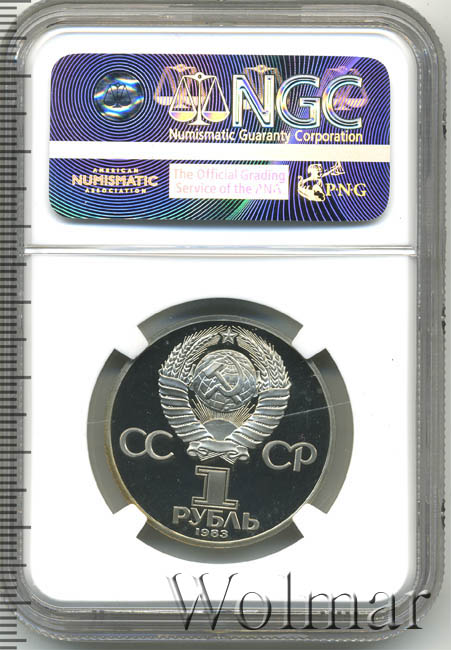 NGC
Numismatic Guaranty Corporation
AMERICAN
NUMISMATIC
ASSOCIATION
The Official Grading
Service of the ANA
PNG
СС СР
1
РУБЛЬ
1983
Wolmar